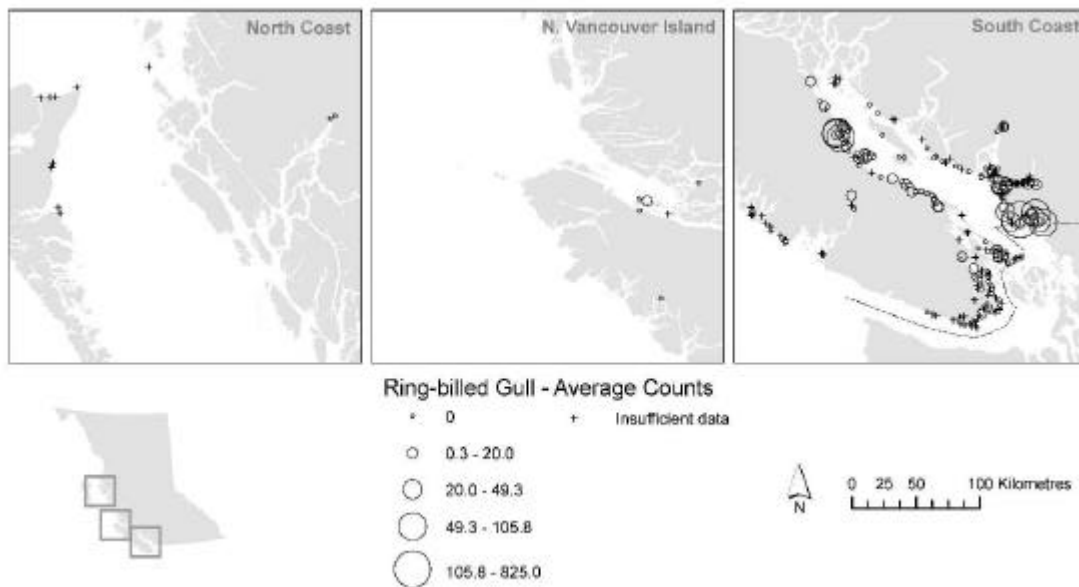 North Coast
N. Vancouver Island
South Coast
Ring-billed Gull - Average Counts
0
Insufficient data
0.3 - 20.0
20.0 - 49.3
49.3 - 105.8
105.8 - 825.0
N
0 25 50 100 Kilometres